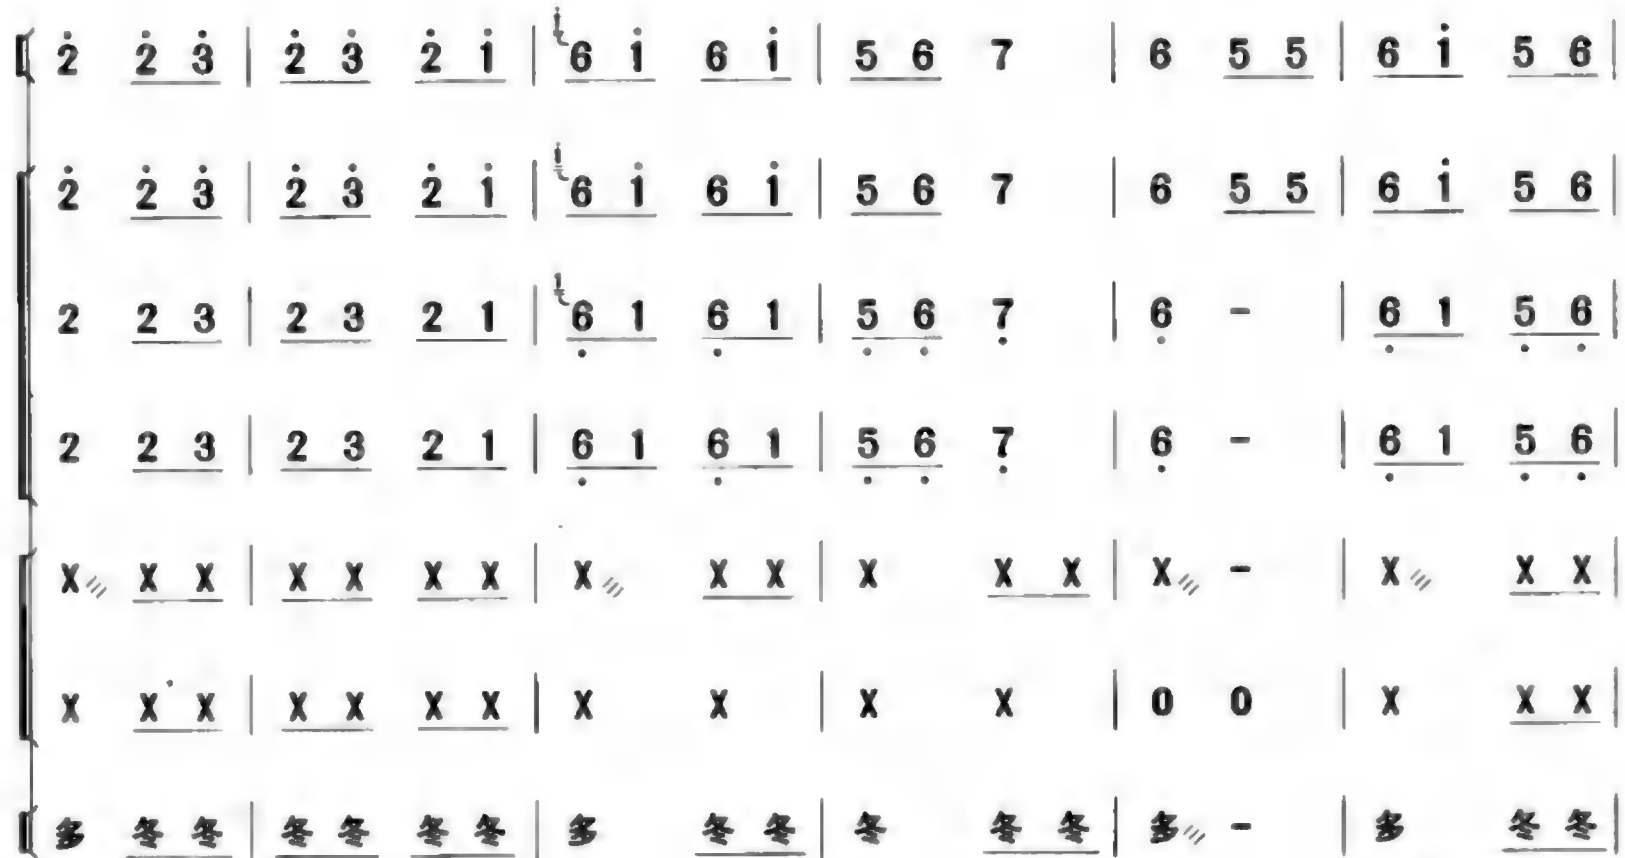 2̇ 2̇ 3̇ | 2̇ 3̇ 2̇ 1̇ | 1̇ 6 1̇ 6 1̇ | 5 6 7 | 6 5 5 | 6 1̇ 5 6 |
2̇ 2̇ 3̇ | 2̇ 3̇ 2̇ 1̇ | 1̇ 6 1̇ 6 1̇ | 5 6 7 | 6 5 5 | 6 1̇ 5 6 |
2 2 3 | 2 3 2 1 | 1 6̣ 1 6̣ 1 | 5̣ 6̣ 7̣ | 6̣ - | 6̣ 1 5̣ 6̣ |
2 2 3 | 2 3 2 1 | 6̣ 1 6̣ 1 | 5̣ 6̣ 7̣ | 6̣ - | 6̣ 1 5̣ 6̣ |
X/// X X | X X X X | X/// X X | X X X | X/// - | X/// X X |
X X X | X X X X | X X | X X | 0 0 | X X X |
多 冬 冬 | 冬 冬 冬 冬 | 多 冬 冬 | 冬 冬 冬 | 多/// - | 多 冬 冬 |